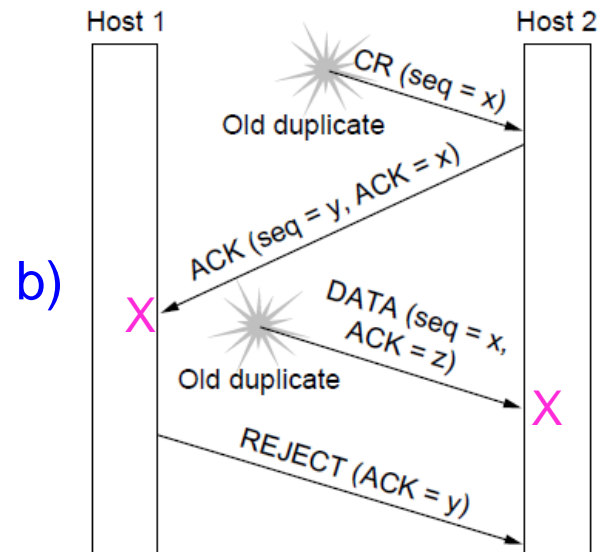 Host 1
Host 2
CR (seq = x)
Old duplicate
ACK (seq = y, ACK = x)
b)
X
DATA (seq = x,
ACK = z)
Old duplicate
X
REJECT (ACK = y)